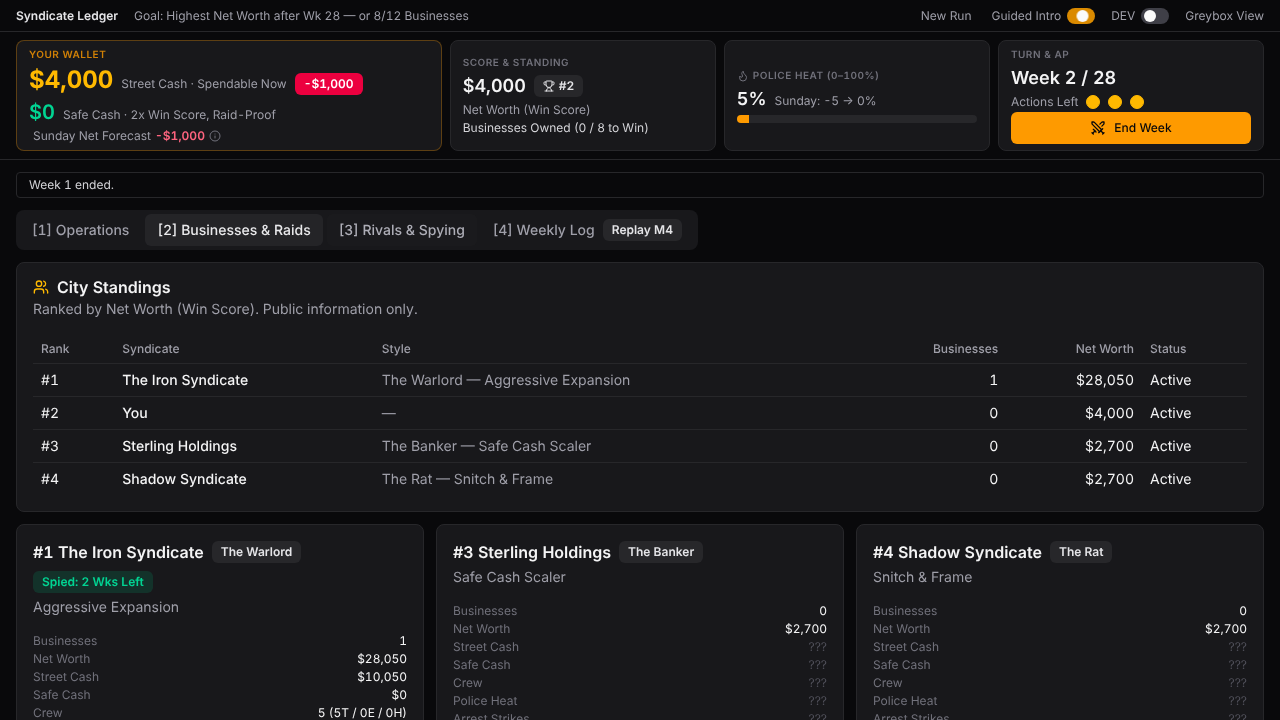 Syndicate Ledger Goal: Highest Net Worth after Wk 28 — or 8/12 Businesses New Run Guided Intro DEV Greybox View
YOUR WALLET
$4,000 Street Cash · Spendable Now -$1,000
$0 Safe Cash · 2x Win Score, Raid-Proof
Sunday Net Forecast -$1,000
SCORE & STANDING
$4,000 #2
Net Worth (Win Score)
Businesses Owned (0 / 8 to Win)
POLICE HEAT (0–100%)
5% Sunday: -5 → 0%
TURN & AP
Week 2 / 28
Actions Left
End Week
Week 1 ended.
[1] Operations [2] Businesses & Raids [3] Rivals & Spying [4] Weekly Log Replay M4
City Standings
Ranked by Net Worth (Win Score). Public information only.
Rank Syndicate Style Businesses Net Worth Status
#1 The Iron Syndicate The Warlord — Aggressive Expansion 1 $28,050 Active
#2 You — 0 $4,000 Active
#3 Sterling Holdings The Banker — Safe Cash Scaler 0 $2,700 Active
#4 Shadow Syndicate The Rat — Snitch & Frame 0 $2,700 Active
#1 The Iron Syndicate The Warlord
Spied: 2 Wks Left
Aggressive Expansion
Businesses 1
Net Worth $28,050
Street Cash $10,050
Safe Cash $0
Crew 5 (5T / 0E / 0H)
#3 Sterling Holdings The Banker
Safe Cash Scaler
Businesses 0
Net Worth $2,700
Street Cash ???
Safe Cash ???
Crew ???
Police Heat ???
Arrest Strikes ???
#4 Shadow Syndicate The Rat
Snitch & Frame
Businesses 0
Net Worth $2,700
Street Cash ???
Safe Cash ???
Crew ???
Police Heat ???
Arrest Strikes ???